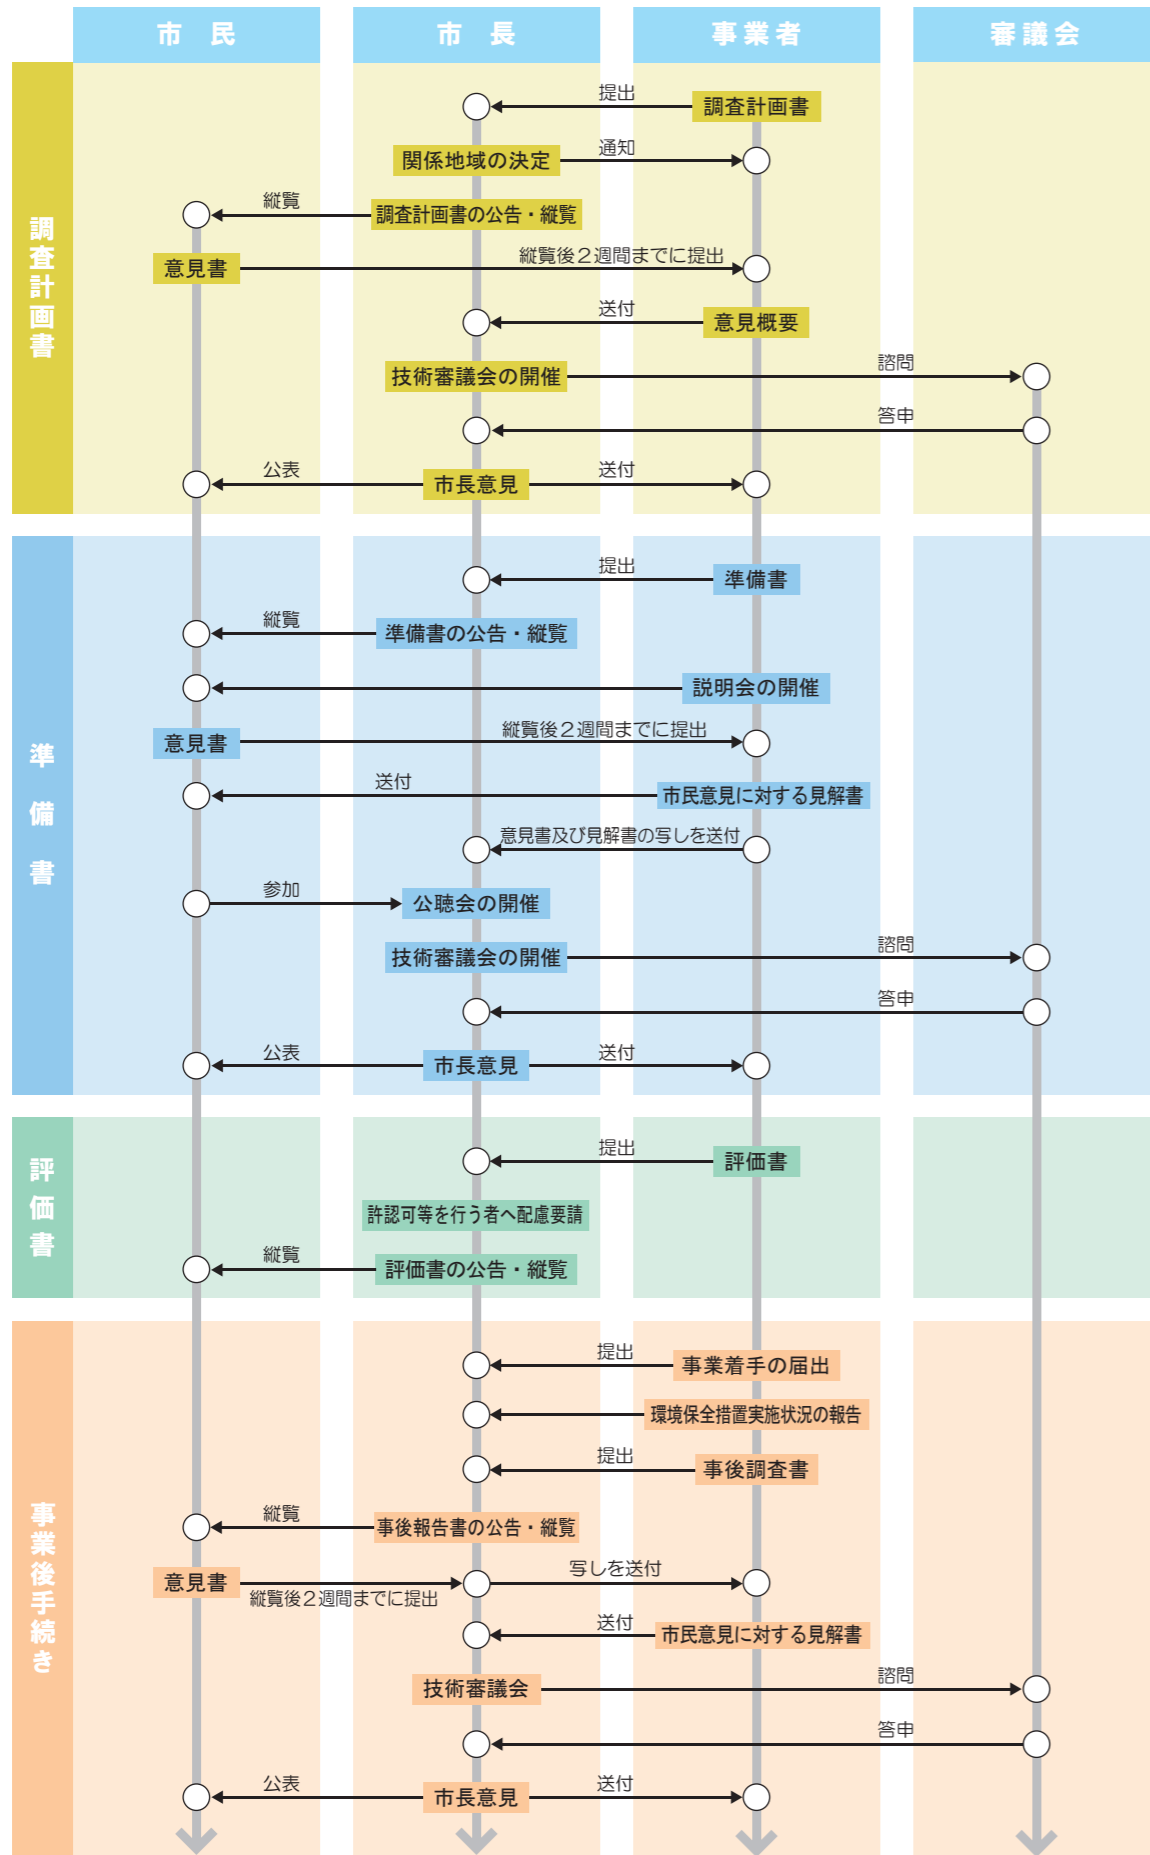 市 民
市 長
事業者
審議会
調査計画書
提出
調査計画書
関係地域の決定
通知
縦覧
調査計画書の公告・縦覧
意見書
縦覧後2週間までに提出
送付
意見概要
技術審議会の開催
諮問
答申
公表
市長意見
送付
準備書
提出
準備書
縦覧
準備書の公告・縦覧
説明会の開催
意見書
縦覧後2週間までに提出
送付
市民意見に対する見解書
意見書及び見解書の写しを送付
参加
公聴会の開催
技術審議会の開催
諮問
答申
公表
市長意見
送付
評価書
提出
評価書
許認可等を行う者へ配慮要請
縦覧
評価書の公告・縦覧
事業後手続き
提出
事業着手の届出
環境保全措置実施状況の報告
提出
事後調査書
縦覧
事後報告書の公告・縦覧
意見書
縦覧後2週間までに提出
写しを送付
送付
市民意見に対する見解書
技術審議会
諮問
答申
公表
市長意見
送付